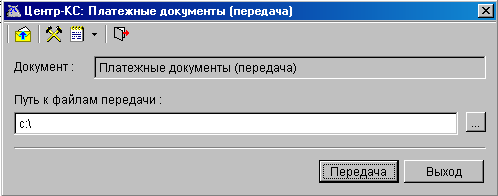 Центр-КС: Платежные документы (передача)
Документ : Платежные документы (передача)
Путь к файлам передачи :
c:\
...
Передача Выход